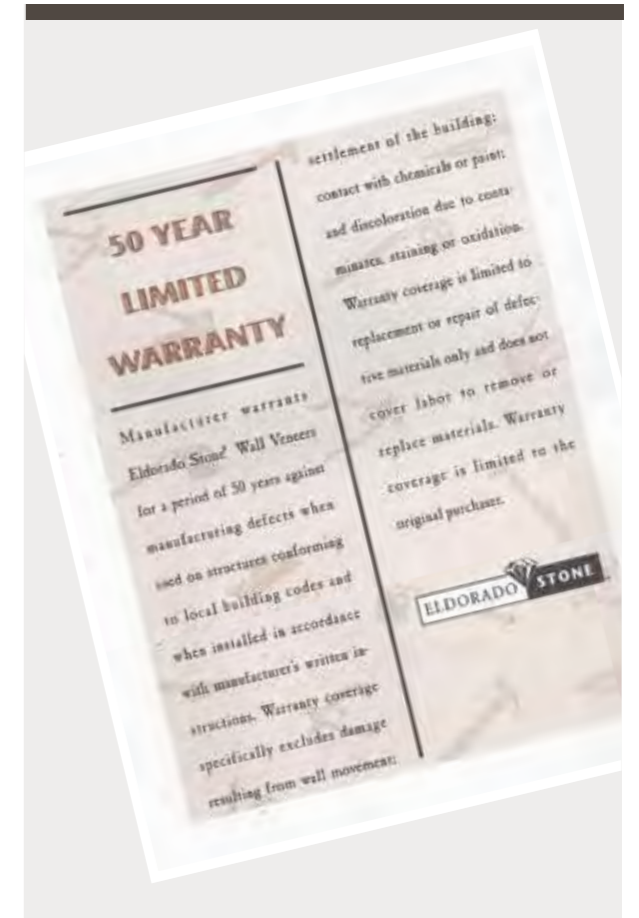 50 YEAR
LIMITED
WARRANTY
Manufacturer warrants
Eldorado Stone® Wall Veneers
for a period of 50 years against
manufacturing defects when
used on structures conforming
to local building codes and
when installed in accordance
with manufacturer's written in-
structions. Warranty coverage
specifically excludes damage
resulting from wall movement;
settlement of the building;
contact with chemicals or paint;
and discoloration due to conta-
minates, staining or oxidation.
Warranty coverage is limited to
replacement or repair of defec-
tive materials only and does not
cover labor to remove or
replace materials. Warranty
coverage is limited to the
original purchaser.
ELDORADO STONE